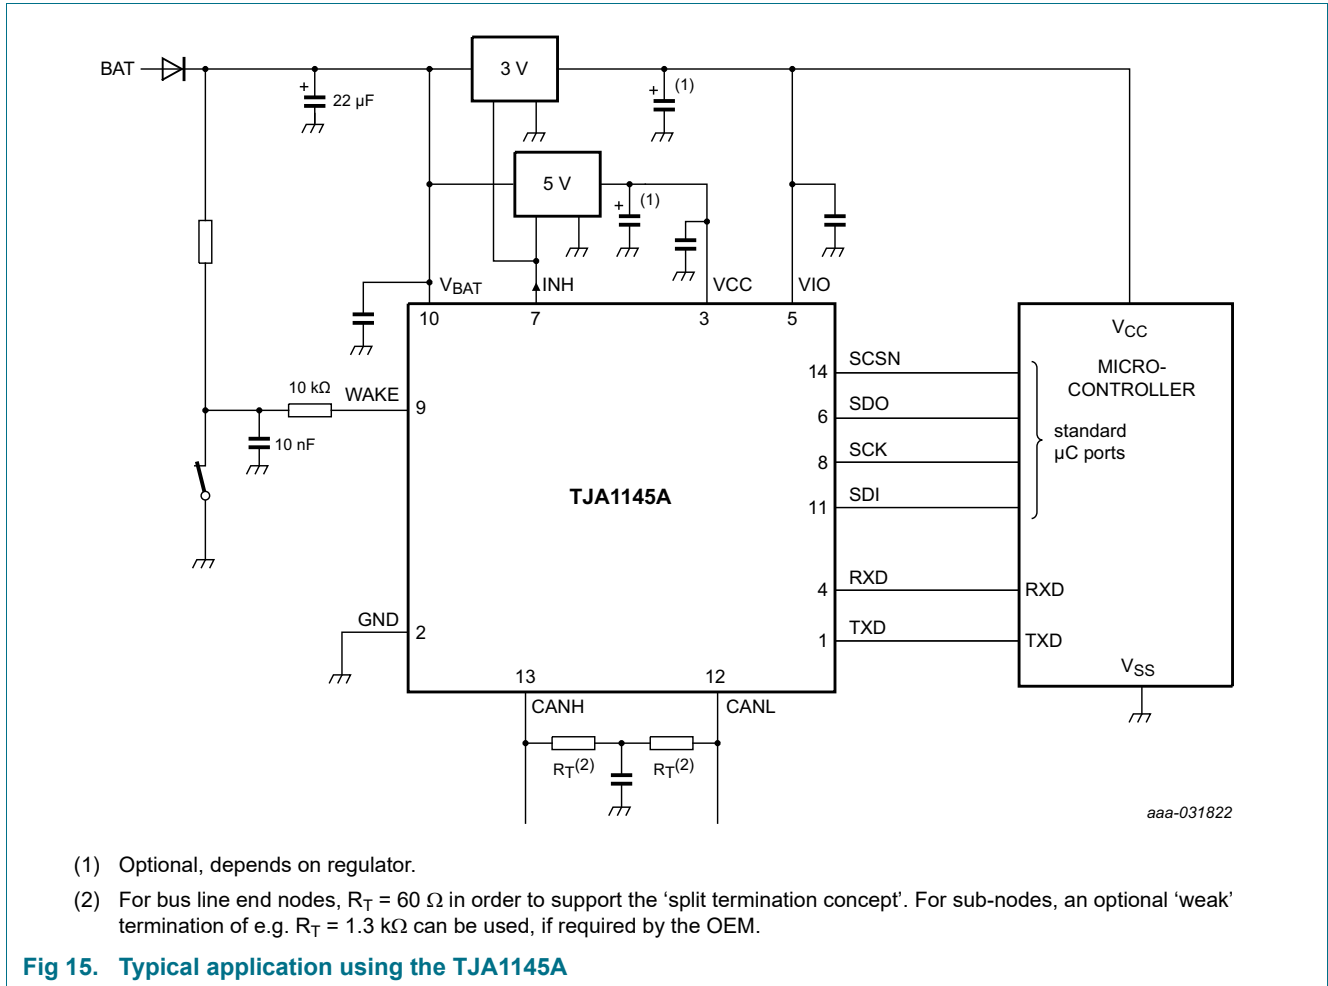 BAT
3 V
+
22 µF
+
(1)
5 V
+
(1)
VBAT
INH
VCC
VIO
10
7
3
5
VCC
MICRO-
CONTROLLER
14
SCSN
10 kΩ
WAKE
9
6
SDO
standard
µC ports
10 nF
8
SCK
TJA1145A
11
SDI
4
RXD
RXD
GND
2
1
TXD
TXD
VSS
13
12
CANH
CANL
RT(2)
RT(2)
aaa-031822
(1) Optional, depends on regulator.
(2) For bus line end nodes, RT = 60 Ω in order to support the ‘split termination concept’. For sub-nodes, an optional ‘weak’
termination of e.g. RT = 1.3 kΩ can be used, if required by the OEM.
Fig 15. Typical application using the TJA1145A